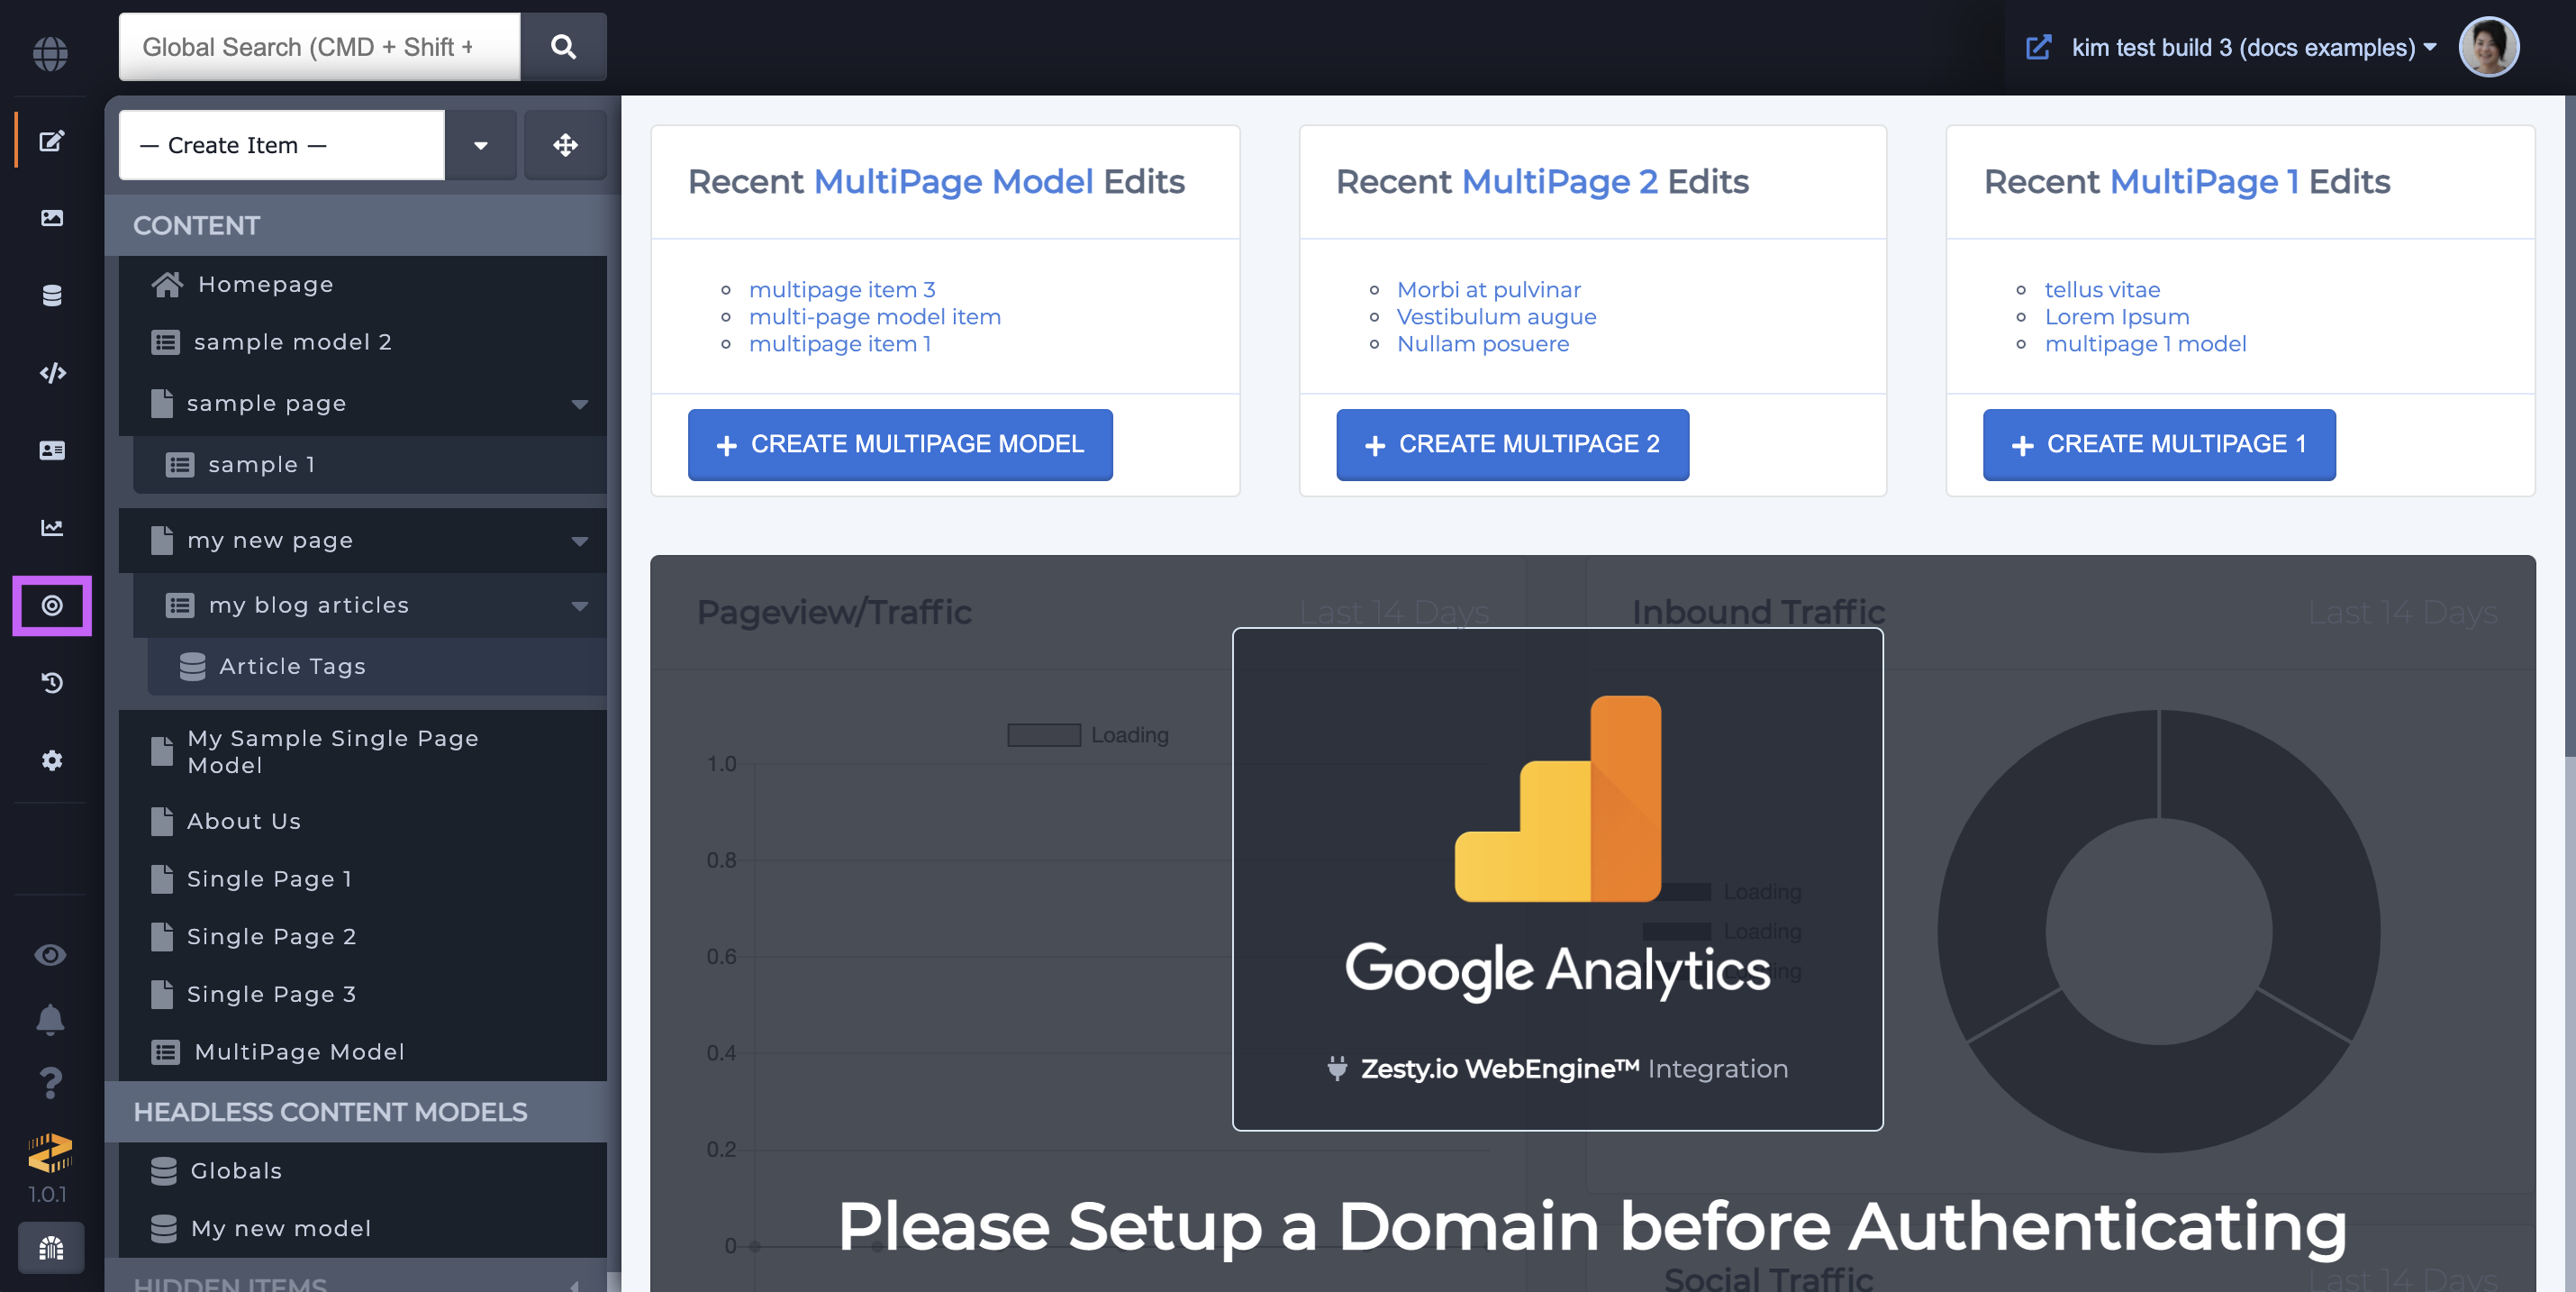 Global Search (CMD + Shift +
kim test build 3 (docs examples)
— Create Item —
CONTENT
Homepage
sample model 2
sample page
sample 1
my new page
my blog articles
Article Tags
My Sample Single Page
Model
About Us
Single Page 1
Single Page 2
Single Page 3
MultiPage Model
HEADLESS CONTENT MODELS
Globals
My new model
HIDDEN ITEMS
1.0.1
Recent MultiPage Model Edits
multipage item 3
multi-page model item
multipage item 1
CREATE MULTIPAGE MODEL
Recent MultiPage 2 Edits
Morbi at pulvinar
Vestibulum augue
Nullam posuere
CREATE MULTIPAGE 2
Recent MultiPage 1 Edits
tellus vitae
Lorem Ipsum
multipage 1 model
CREATE MULTIPAGE 1
Pageview/Traffic
Last 14 Days
Loading
1.0
0.8
0.6
0.4
0.2
0
Inbound Traffic
Last 14 Days
Loading
Loading
Google Analytics
Zesty.io WebEngine™ Integration
Please Setup a Domain before Authenticating
Social Traffic
Last 14 Days